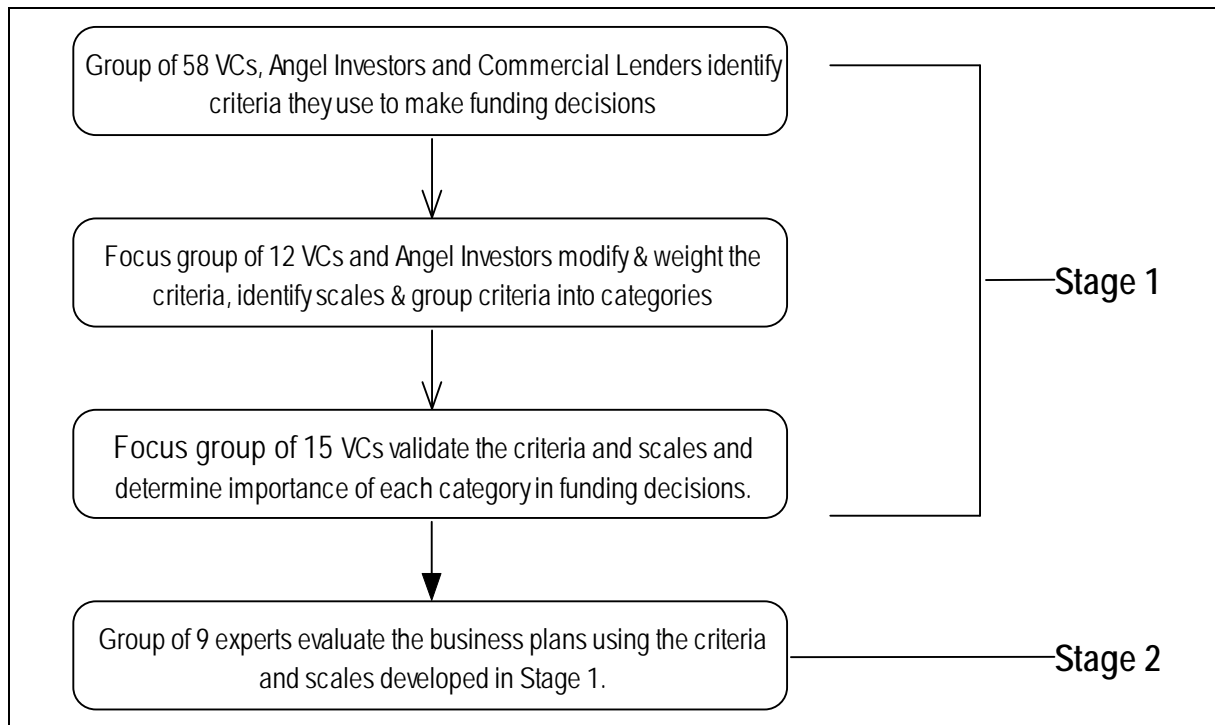 Group of 58 VCs, Angel Investors and Commercial Lenders identify
criteria they use to make funding decisions
Focus group of 12 VCs and Angel Investors modify & weight the
criteria, identify scales & group criteria into categories
Stage 1
Focus group of 15 VCs validate the criteria and scales and
determine importance of each category in funding decisions.
Group of 9 experts evaluate the business plans using the criteria
and scales developed in Stage 1.
Stage 2